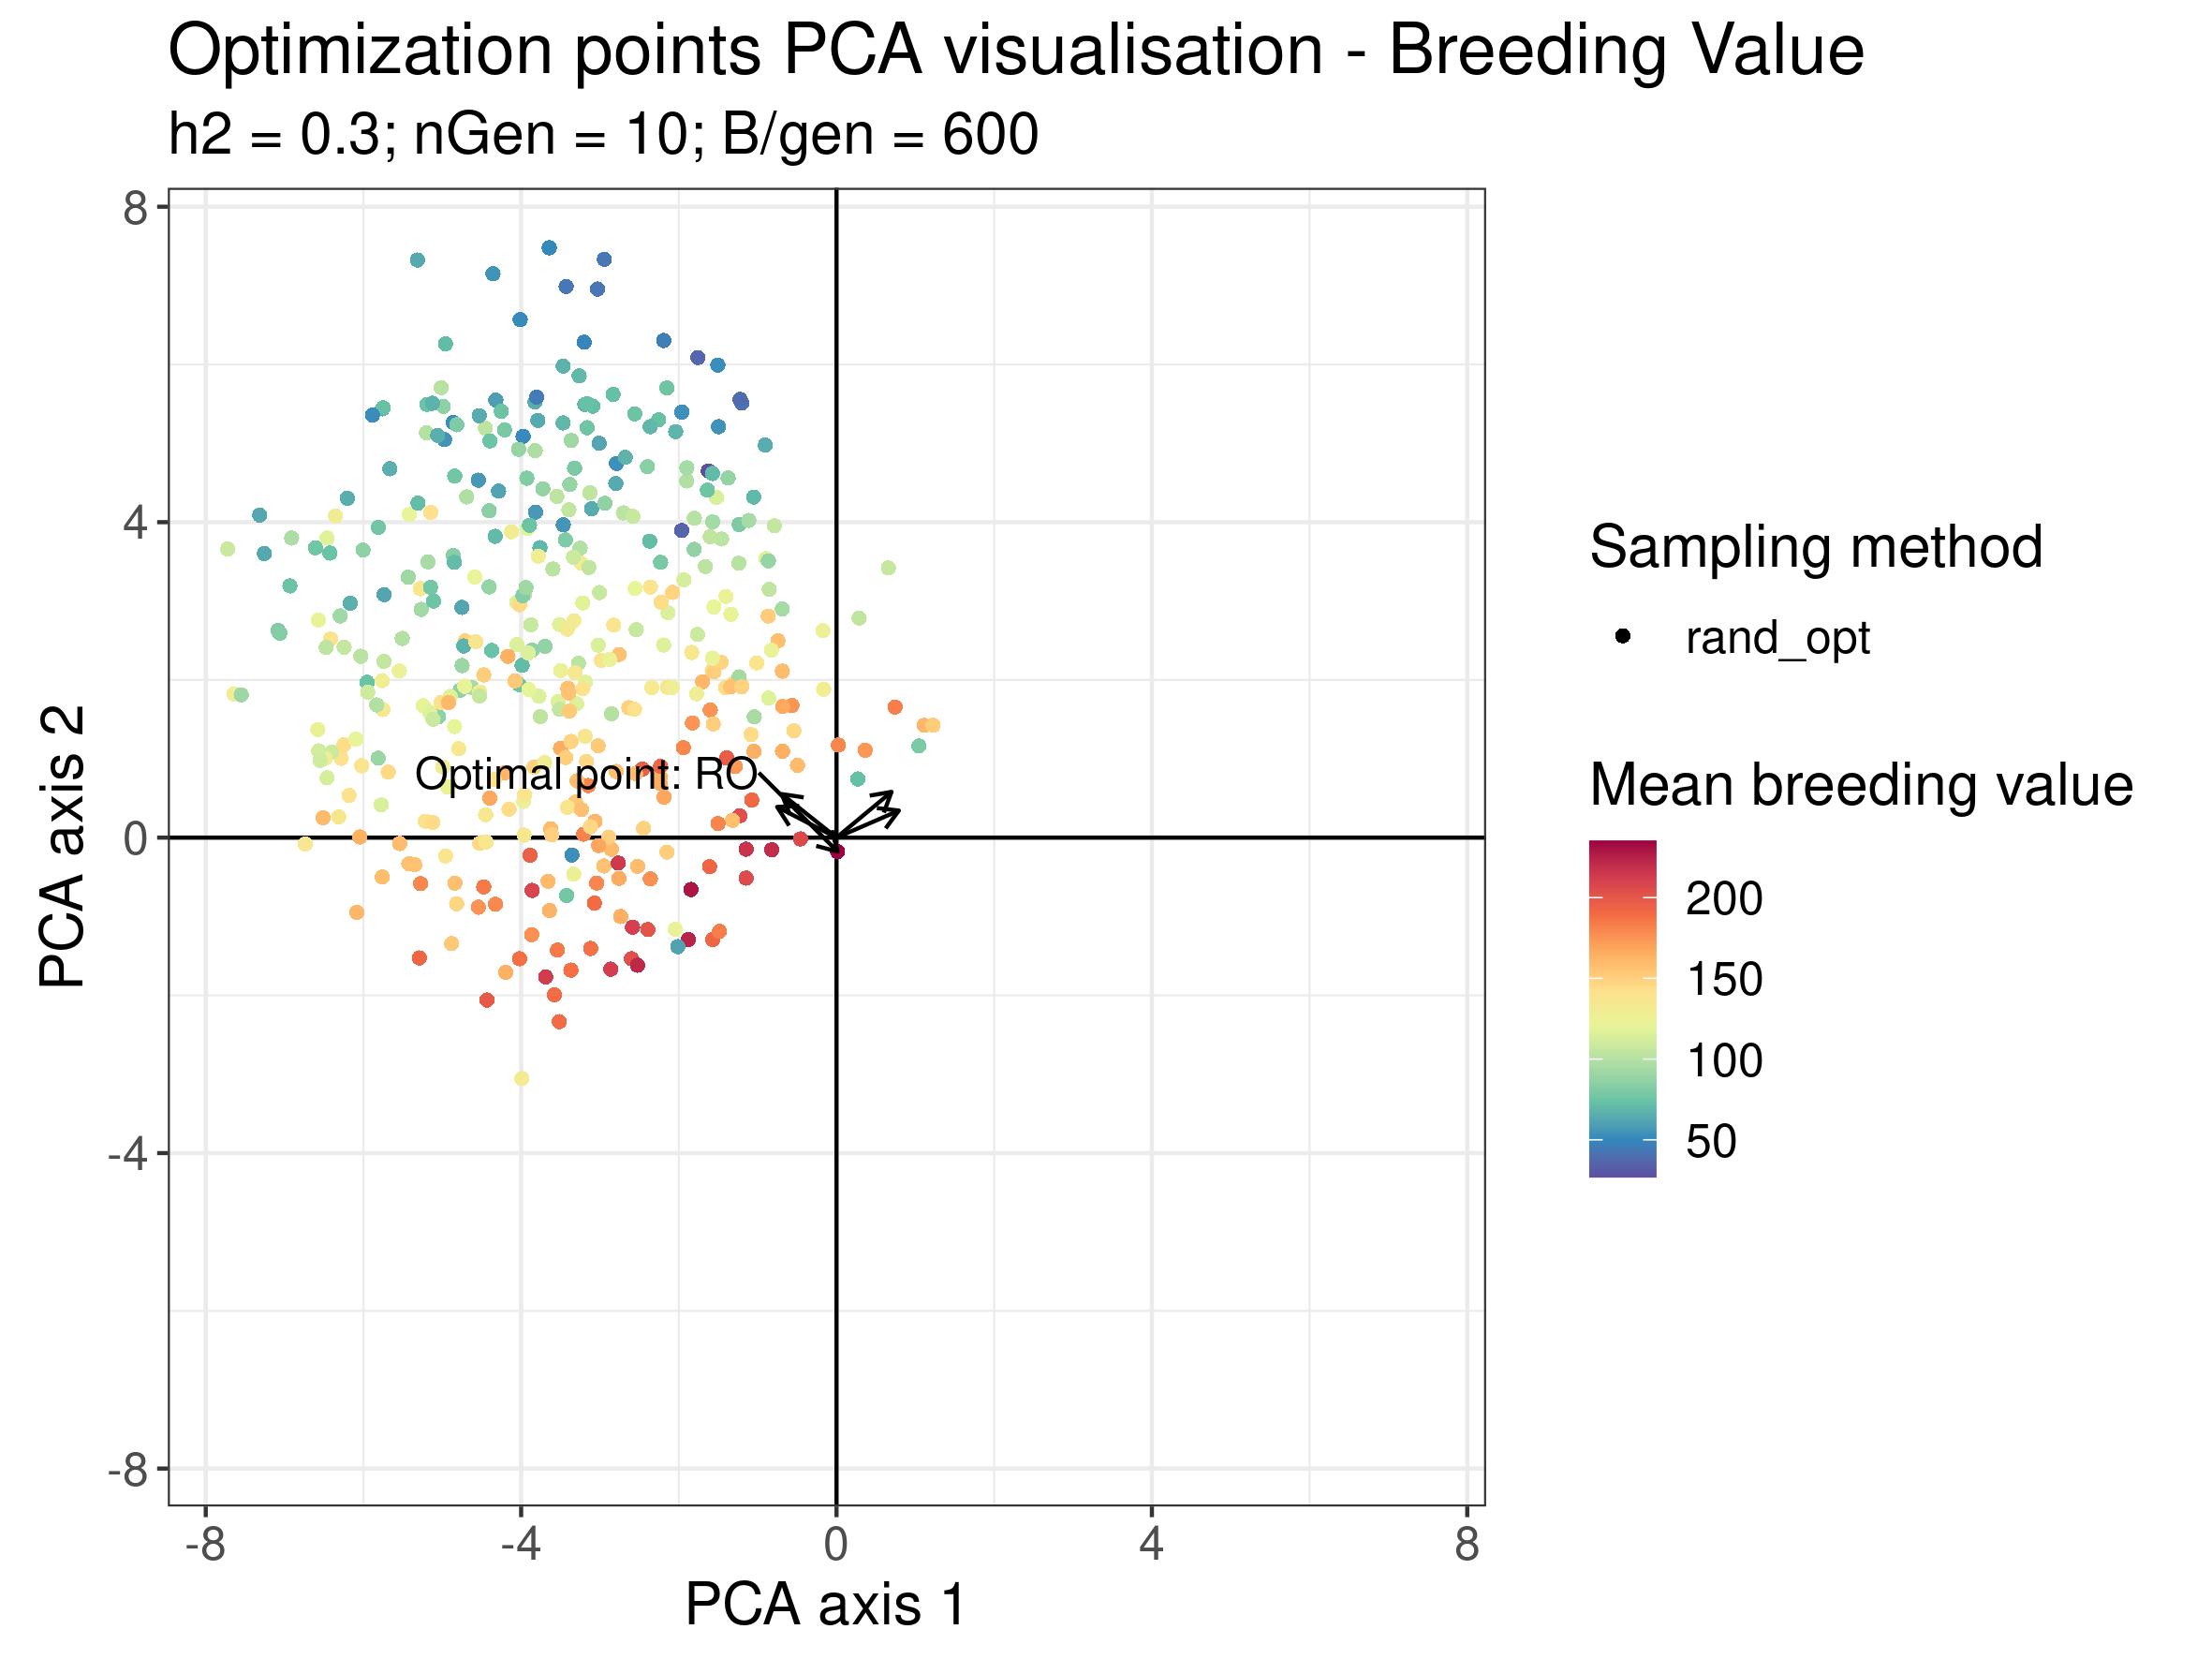 Optimization points PCA visualisation - Breeding Value
h2 = 0.3; nGen = 10; B/gen = 600
8
4
0
-4
-8
PCA axis 2
Optimal point: RO
-8
-4
0
4
8
PCA axis 1
Sampling method
rand_opt
Mean breeding value
200
150
100
50